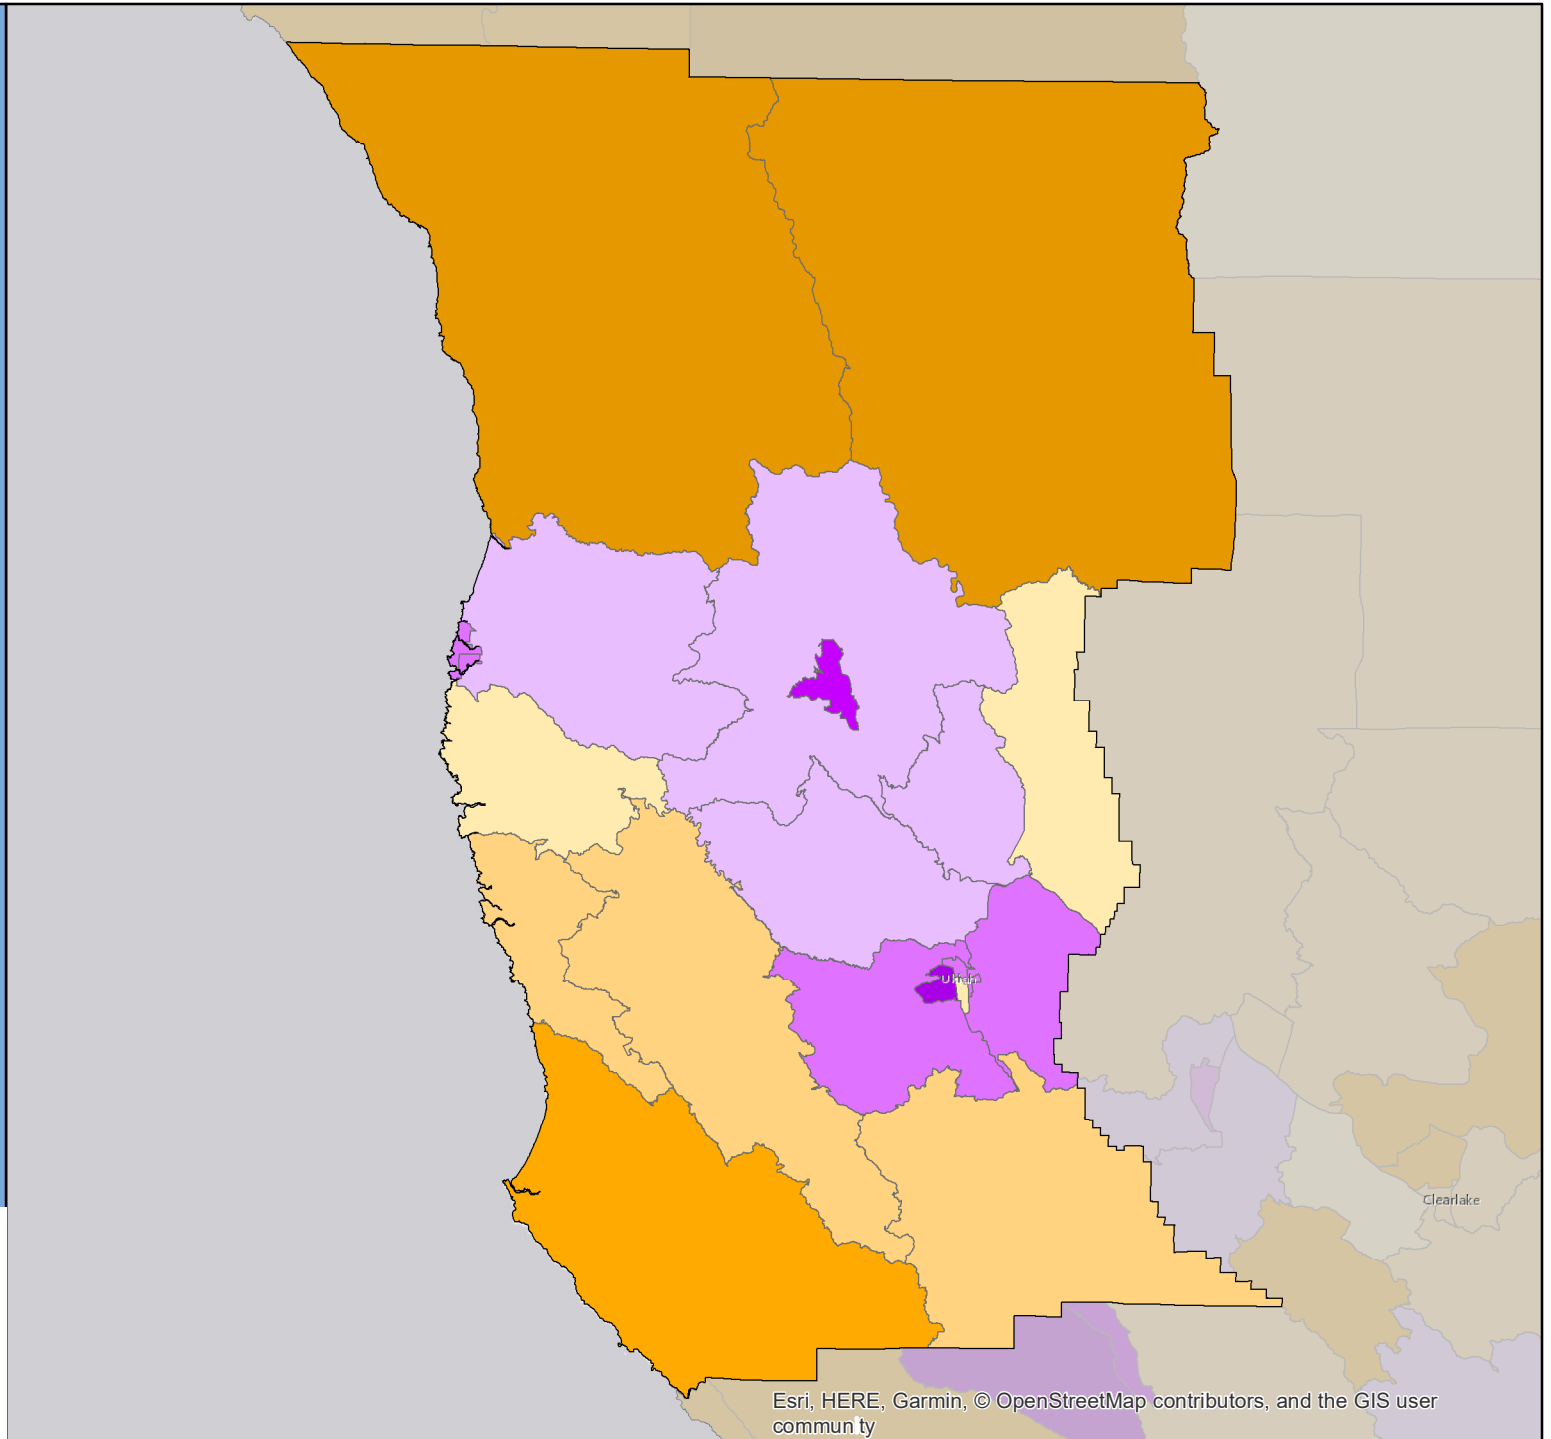 Ukiah
Clearlake
Esri, HERE, Garmin, © OpenStreetMap contributors, and the GIS user
community